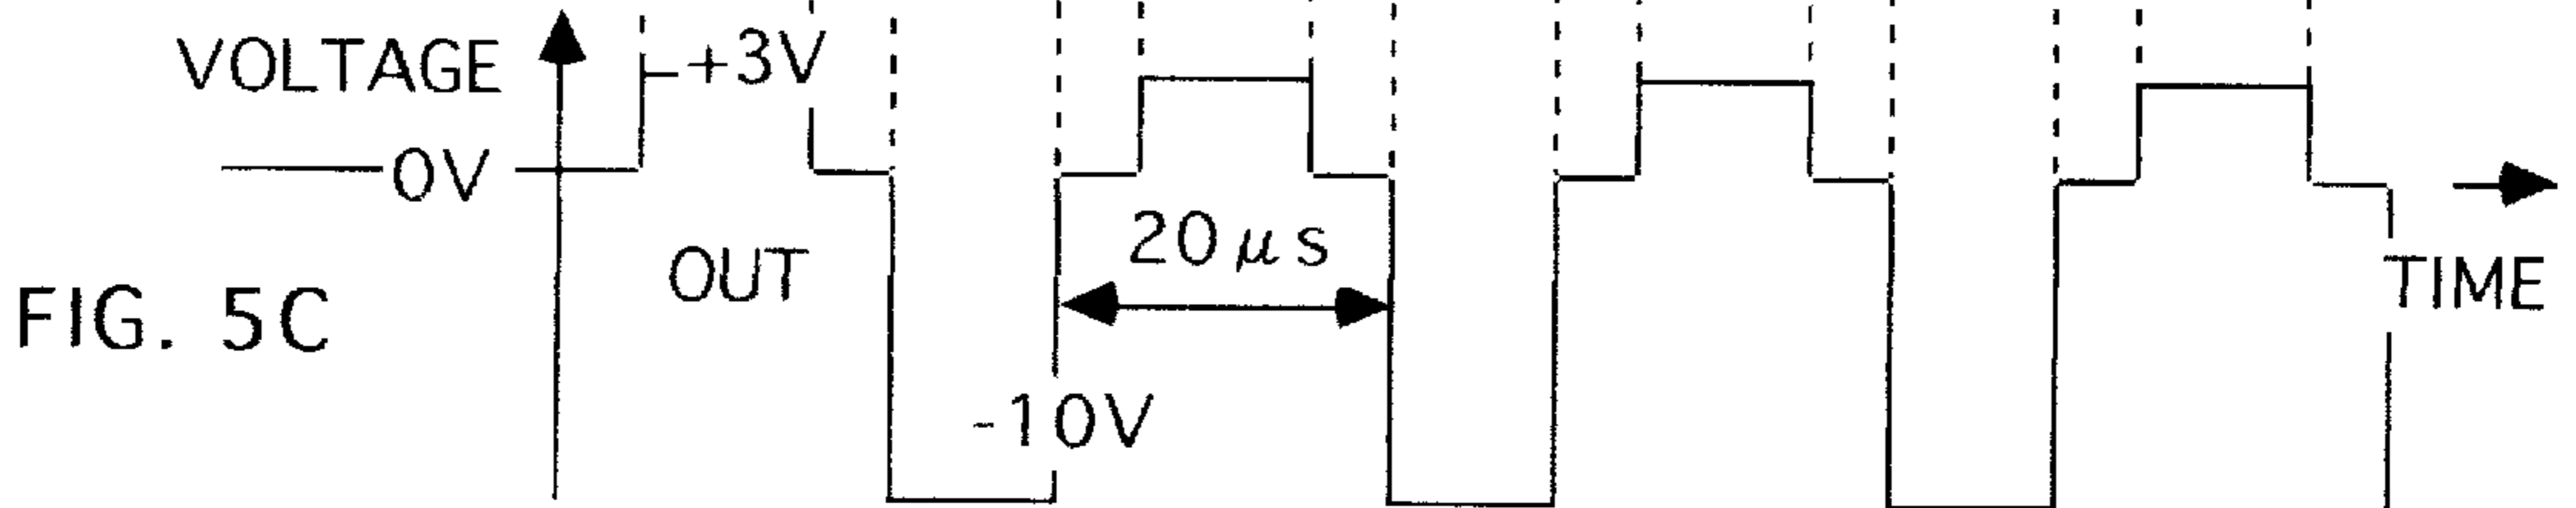 VOLTAGE
+3V
0V
OUT
20 μs
FIG. 5C
TIME
-10V